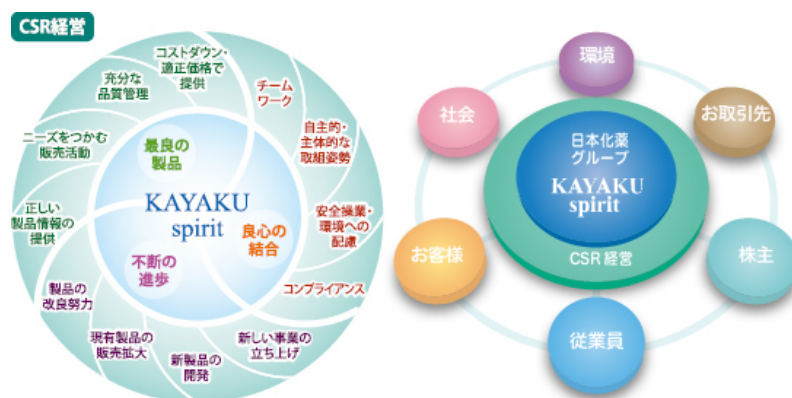 CSR経営
コストダウン・
適正価格で
提供
充分な
品質管理
ニーズをつかむ
販売活動
正しい
製品情報の
提供
最良の
製品
チーム
ワーク
自主的・
主体的な
取組姿勢
安全操業・
環境への
配慮
コンプライアンス
KAYAKU
spirit
良心の
結合
不断の
進歩
製品の
改良努力
現有製品の
販売拡大
新製品の
開発
新しい事業の
立ち上げ
環境
社会
お取引先
日本化薬
グループ
KAYAKU
spirit
CSR 経営
お客様
株主
従業員